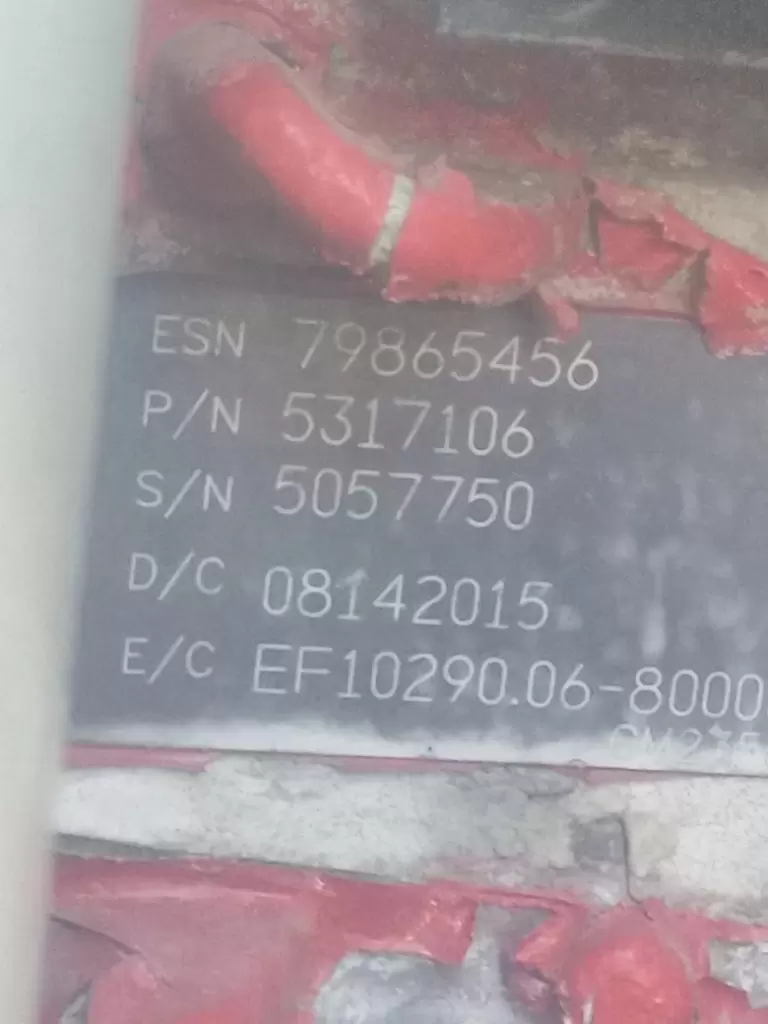 ESN 79865456
P/N 5317106
S/N 5057750
D/C 08142015
E/C EF10290.06-8000